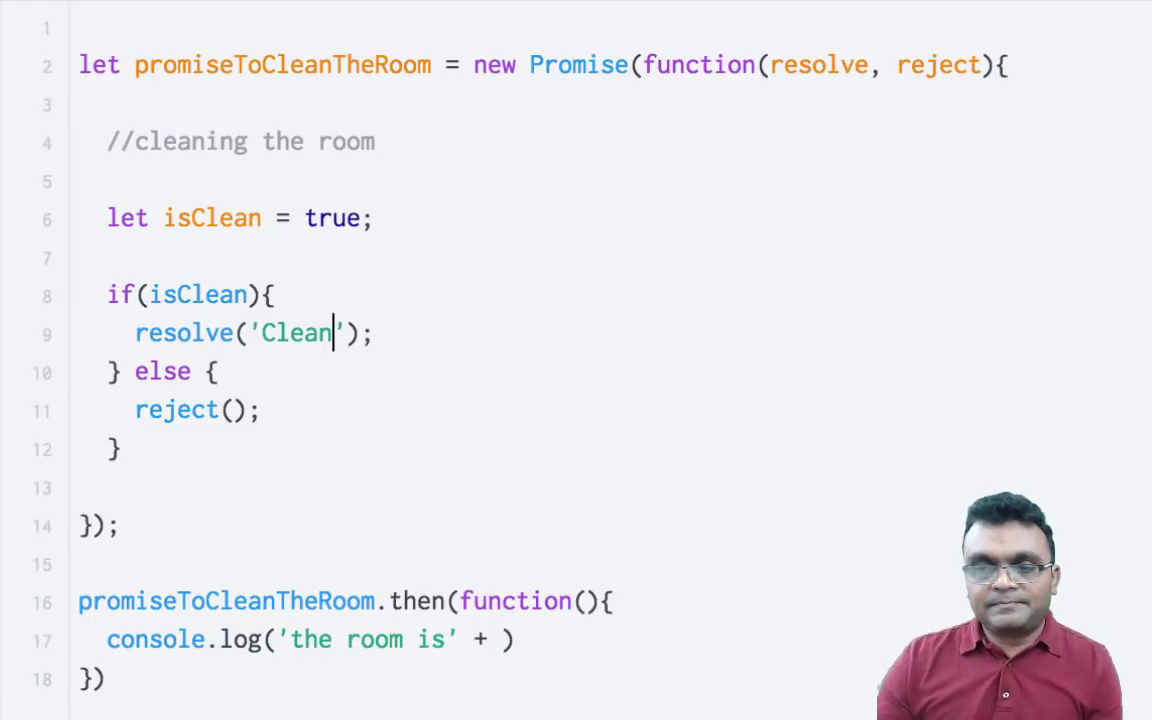 1
2 let promiseToCleanTheRoom = new Promise(function(resolve, reject){
3
4 //cleaning the room
5
6 let isClean = true;
7
8 if(isClean){
9 resolve('Clean');
10 } else {
11 reject();
12 }
13
14 });
15
16 promiseToCleanTheRoom.then(function(){
17 console.log('the room is' + )
18 })